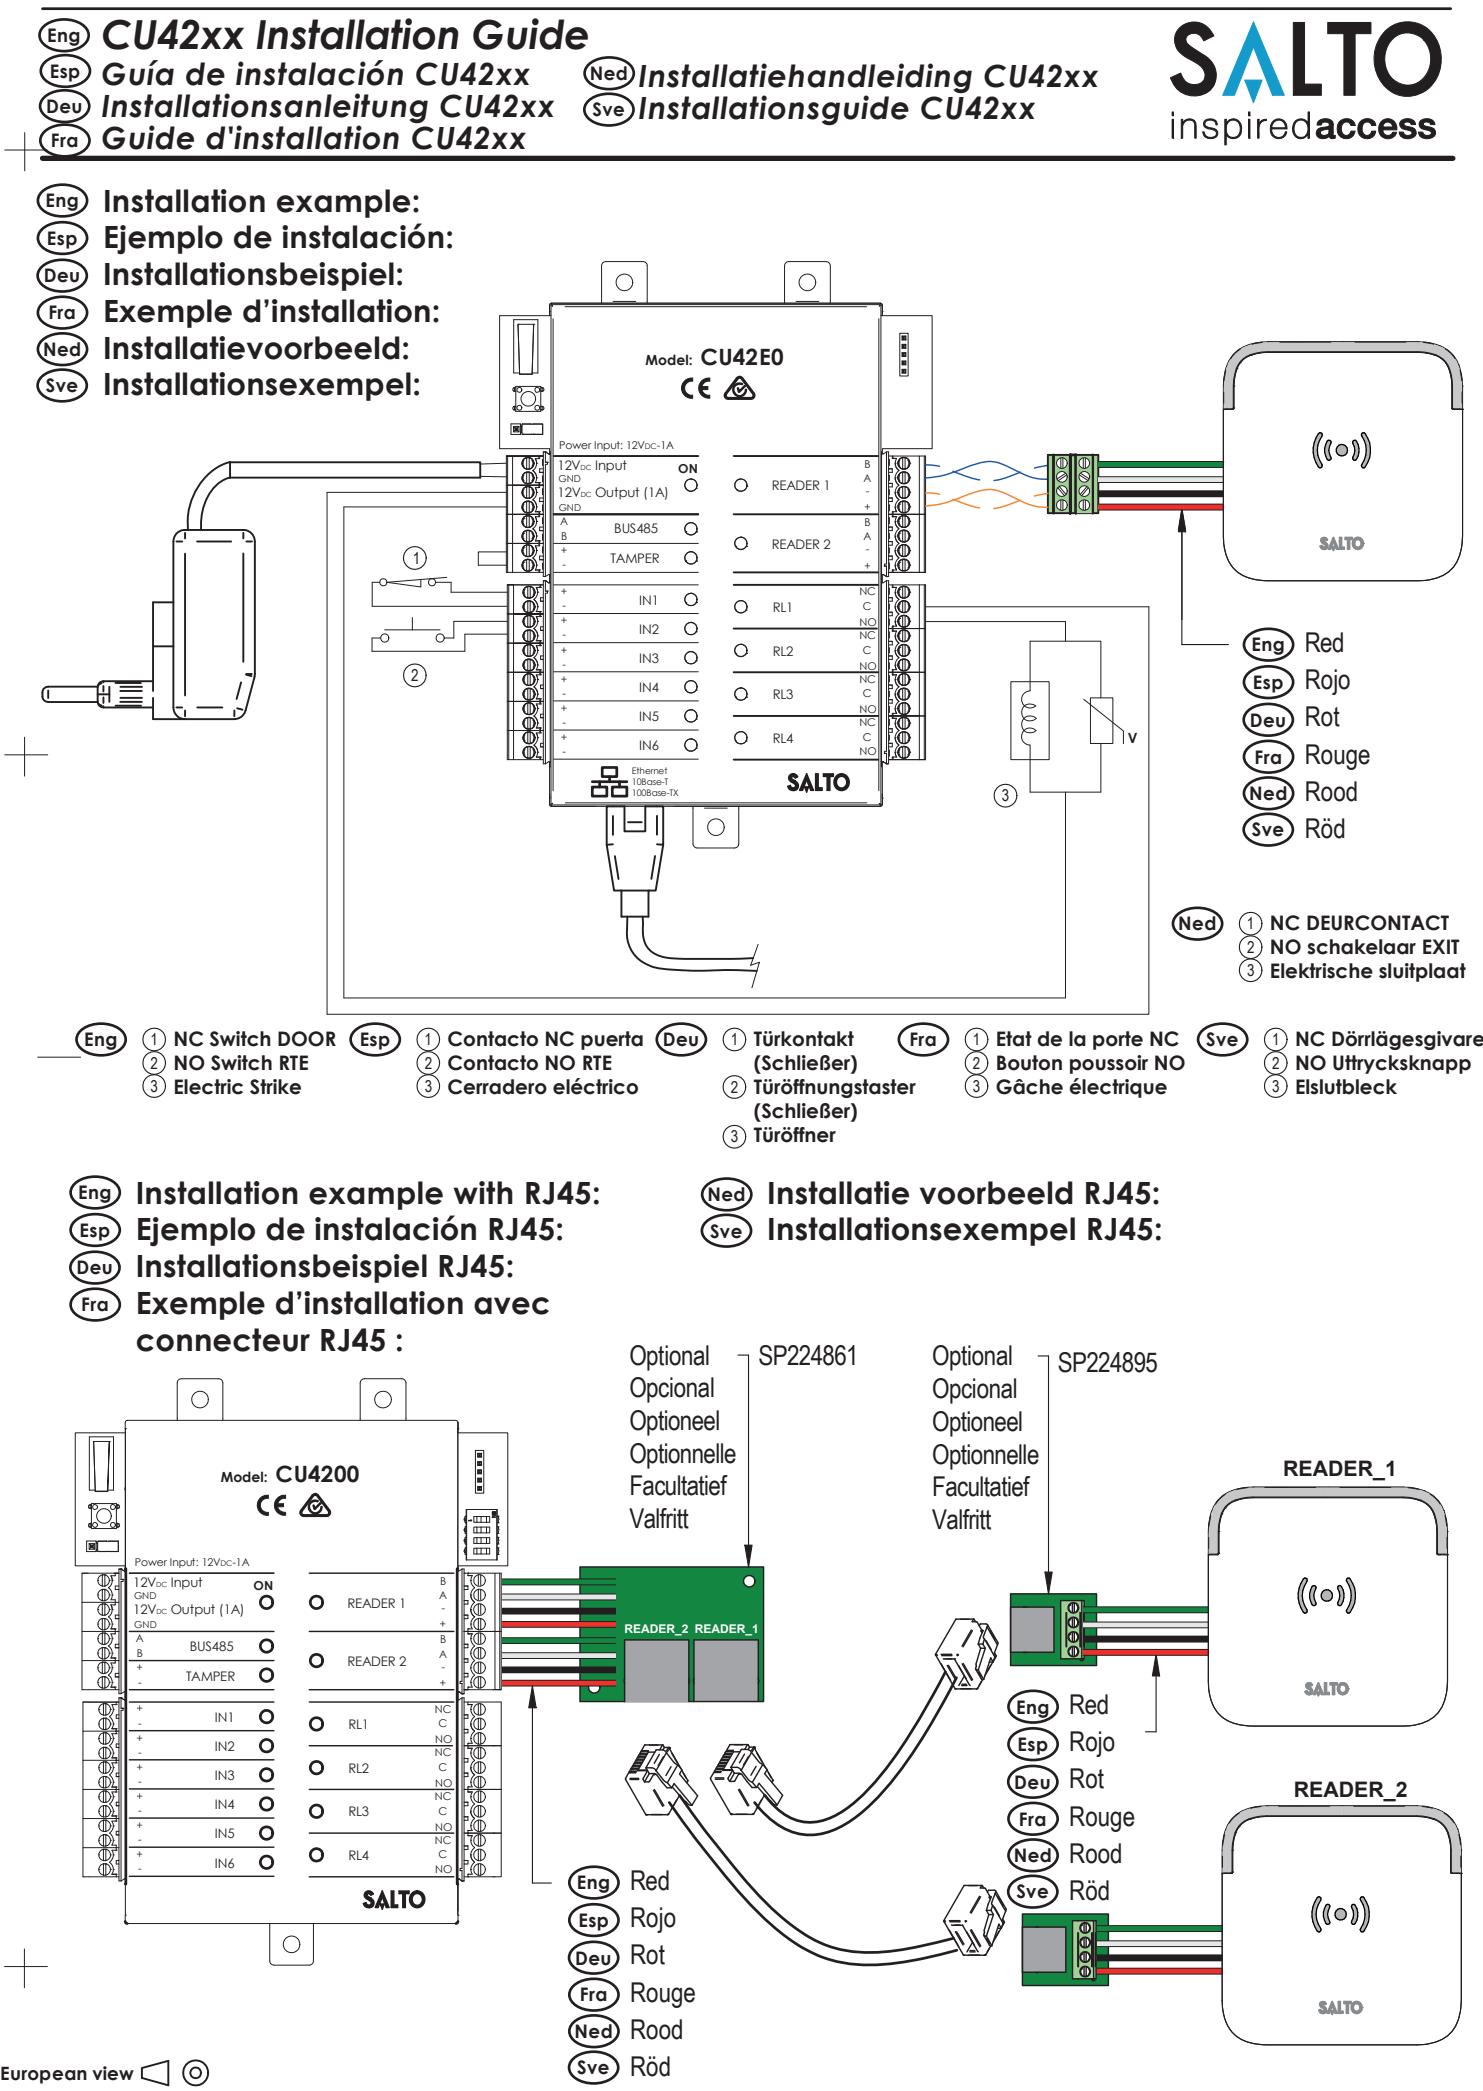 Eng CU42xx Installation Guide
Esp Guía de instalación CU42xx
Deu Installationsanleitung CU42xx
Fra Guide d'installation CU42xx
Ned Installatiehandleiding CU42xx
Sve Installationsguide CU42xx
SALTO
inspiredaccess
Eng Installation example:
Esp Ejemplo de instalación:
Deu Installationsbeispiel:
Fra Exemple d’installation:
Ned Installatievoorbeeld:
Sve Installationsexempel:
Model: CU42E0
CE
Power Input: 12VDC-1A
12VDC Input
GND
12VDC Output (1A)
GND
ON
A
B
BUS485
+
-
TAMPER
+
-
IN1
+
-
IN2
+
-
IN3
+
-
IN4
+
-
IN5
+
-
IN6
READER 1
B
A
-
+
READER 2
B
A
-
+
RL1
NC
C
NO
RL2
NC
C
NO
RL3
NC
C
NO
RL4
NC
C
NO
Ethernet
10Base-T
100Base-TX
SALTO
1
2
3
V
SALTO
Eng Red
Esp Rojo
Deu Rot
Fra Rouge
Ned Rood
Sve Röd
Ned 1 NC DEURCONTACT
2 NO schakelaar EXIT
3 Elektrische sluitplaat
Eng 1 NC Switch DOOR
2 NO Switch RTE
3 Electric Strike
Esp 1 Contacto NC puerta
2 Contacto NO RTE
3 Cerradero eléctrico
Deu 1 Türkontakt
(Schließer)
2 Türöffnungstaster
(Schließer)
3 Türöffner
Fra 1 Etat de la porte NC
2 Bouton poussoir NO
3 Gâche électrique
Sve 1 NC Dörrlägesgivare
2 NO Uttrycksknapp
3 Elslutbleck
Eng Installation example with RJ45:
Esp Ejemplo de instalación RJ45:
Deu Installationsbeispiel RJ45:
Fra Exemple d’installation avec
connecteur RJ45 :
Ned Installatie voorbeeld RJ45:
Sve Installationsexempel RJ45:
Optional
Opcional
Optioneel
Optionnelle
Facultatief
Valfritt
SP224861
Optional
Opcional
Optioneel
Optionnelle
Facultatief
Valfritt
SP224895
Model: CU4200
CE
Power Input: 12VDC-1A
12VDC Input
GND
12VDC Output (1A)
GND
ON
A
B
BUS485
+
-
TAMPER
+
-
IN1
+
-
IN2
+
-
IN3
+
-
IN4
+
-
IN5
+
-
IN6
READER 1
B
A
-
+
READER 2
B
A
-
+
RL1
NC
C
NO
RL2
NC
C
NO
RL3
NC
C
NO
RL4
NC
C
NO
SALTO
READER_2 READER_1
READER_1
SALTO
Eng Red
Esp Rojo
Deu Rot
Fra Rouge
Ned Rood
Sve Röd
READER_2
SALTO
Eng Red
Esp Rojo
Deu Rot
Fra Rouge
Ned Rood
Sve Röd
European view